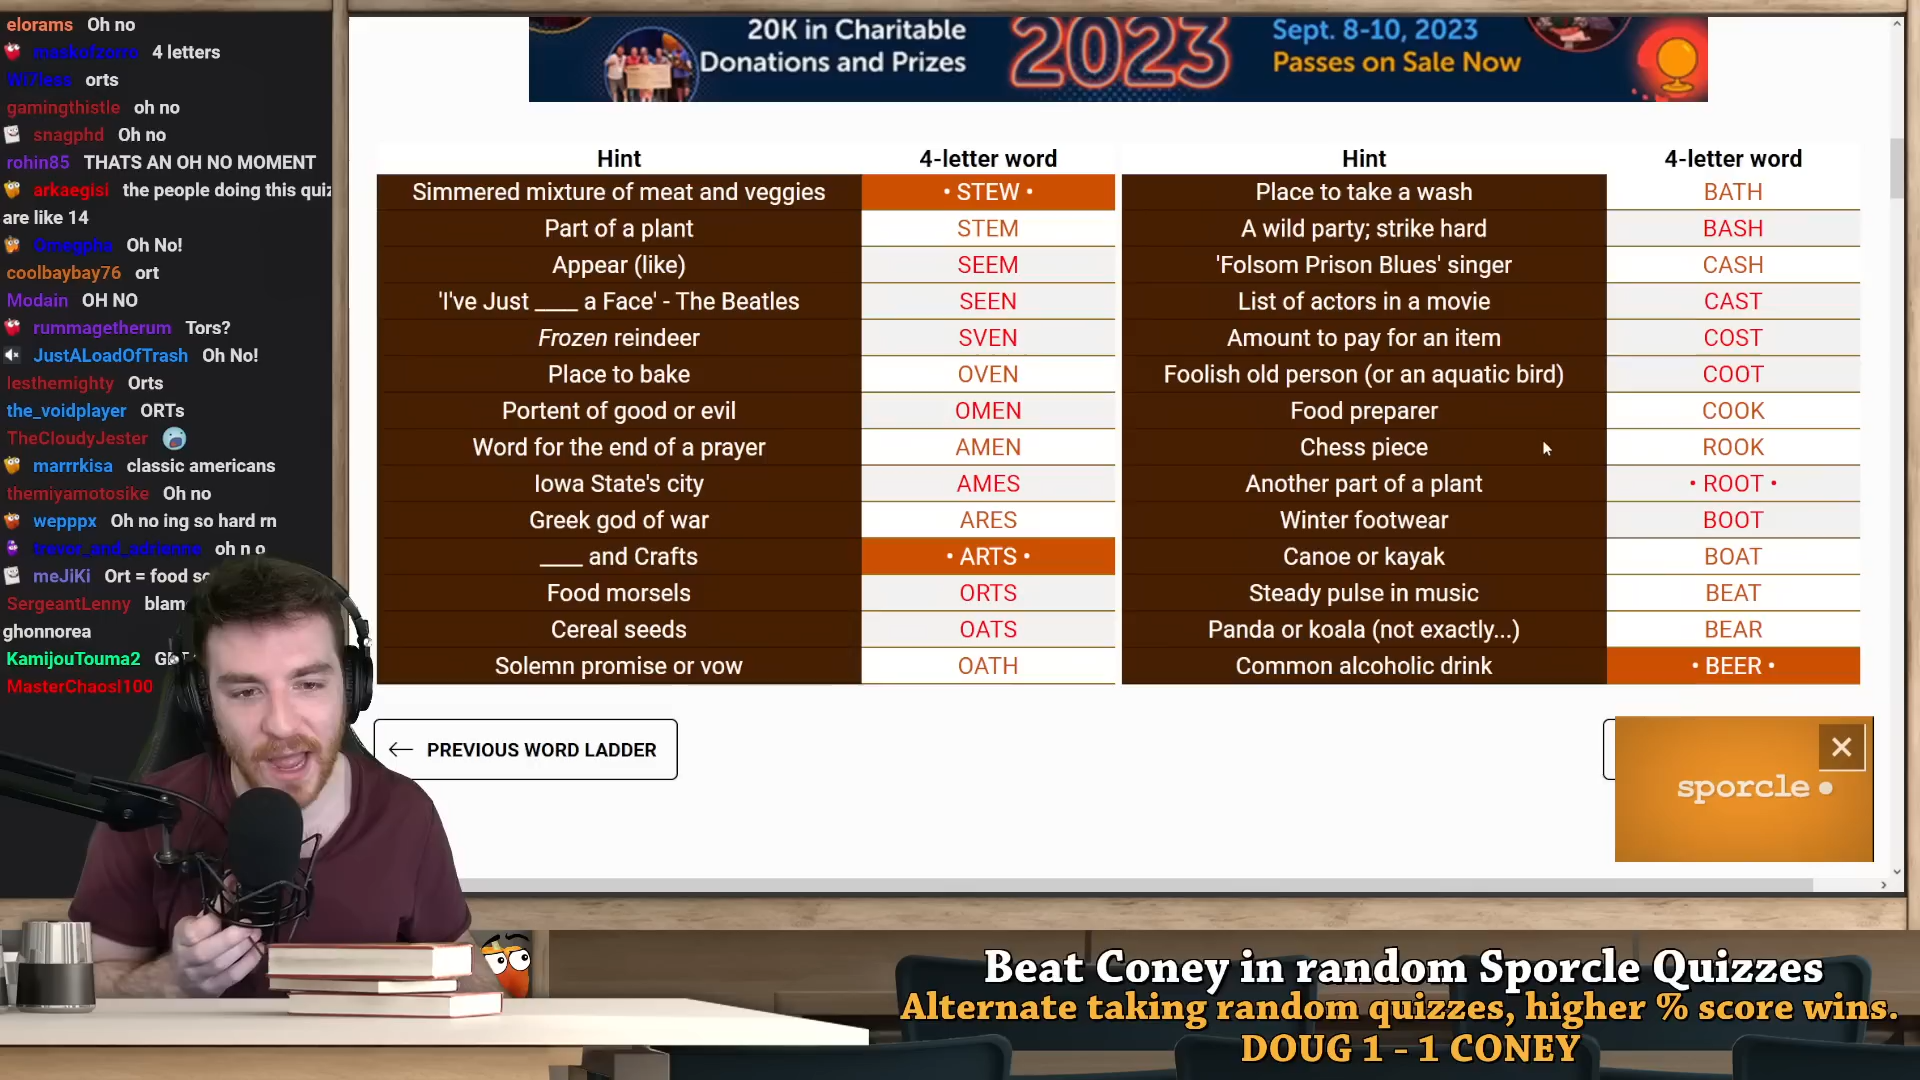 elorams Oh no
maskofzorro 4 letters
Wi7less orts
gamingthistle oh no
snagphd Oh no
rohin85 THATS AN OH NO MOMENT
arkaegisi the people doing this quiz
are like 14
Omegpha Oh No!
coolbaybay76 ort
Modain OH NO
rummagetherum Tors?
JustALoadOfTrash Oh No!
lesthemighty Orts
the_voidplayer ORTs
TheCloudyJester
marrrkisa classic americans
themiyamotosike Oh no
wepppx Oh no ing so hard rn
trevor_and_adrienne oh n o
meJiKi Ort = food
SergeantLenny
ghonnorea
KamijouTouma2
MasterChaosl100
20K in Charitable
Donations and Prizes
2023
Sept. 8-10, 2023
Passes on Sale Now
Hint 4-letter word Hint 4-letter word
Simmered mixture of meat and veggies • STEW • Place to take a wash BATH
Part of a plant STEM A wild party; strike hard BASH
Appear (like) SEEM 'Folsom Prison Blues' singer CASH
'I've Just ____ a Face' - The Beatles SEEN List of actors in a movie CAST
Frozen reindeer SVEN Amount to pay for an item COST
Place to bake OVEN Foolish old person (or an aquatic bird) COOT
Portent of good or evil OMEN Food preparer COOK
Word for the end of a prayer AMEN Chess piece ROOK
Iowa State's city AMES Another part of a plant • ROOT •
Greek god of war ARES Winter footwear BOOT
____ and Crafts • ARTS • Canoe or kayak BOAT
Food morsels ORTS Steady pulse in music BEAT
Cereal seeds OATS Panda or koala (not exactly...) BEAR
Solemn promise or vow OATH Common alcoholic drink • BEER •
← PREVIOUS WORD LADDER
sporcle
Beat Coney in random Sporcle Quizzes
Alternate taking random quizzes, higher % score wins.
DOUG 1 - 1 CONEY